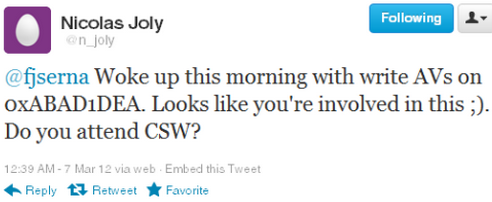 Nicolas Joly
@n_joly
Following
@fjserna Woke up this morning with write AVs on
0xABAD1DEA. Looks like you're involved in this ;).
Do you attend CSW?
12:39 AM - 7 Mar 12 via web · Embed this Tweet
Reply Retweet Favorite